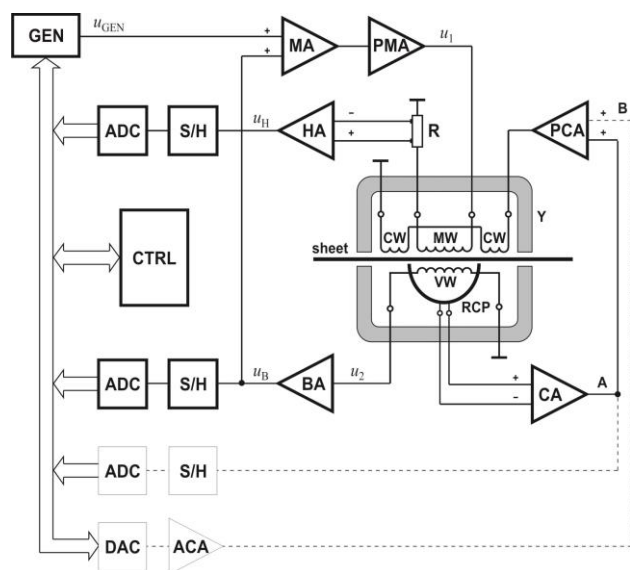 GEN
u_GEN
+
+
MA
PMA
u_1
ADC
S/H
u_H
HA
−
+
R
PCA
+
+
B
Y
CW
MW
CW
sheet
VW
RCP
CTRL
ADC
S/H
u_B
BA
u_2
+
−
CA
A
ADC
S/H
DAC
ACA